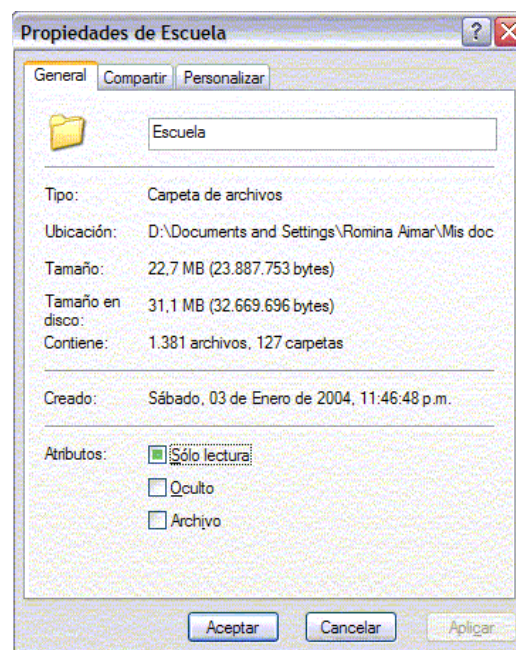 Propiedades de Escuela
General Compartir Personalizar
Escuela
Tipo: Carpeta de archivos
Ubicación: D:\Documents and Settings\Romina Aimar\Mis doc
Tamaño: 22,7 MB (23.887.753 bytes)
Tamaño en disco: 31,1 MB (32.669.696 bytes)
Contiene: 1.381 archivos, 127 carpetas
Creado: Sábado, 03 de Enero de 2004, 11:46:48 p.m.
Atributos: Sólo lectura
Oculto
Archivo
Aceptar Cancelar Aplicar